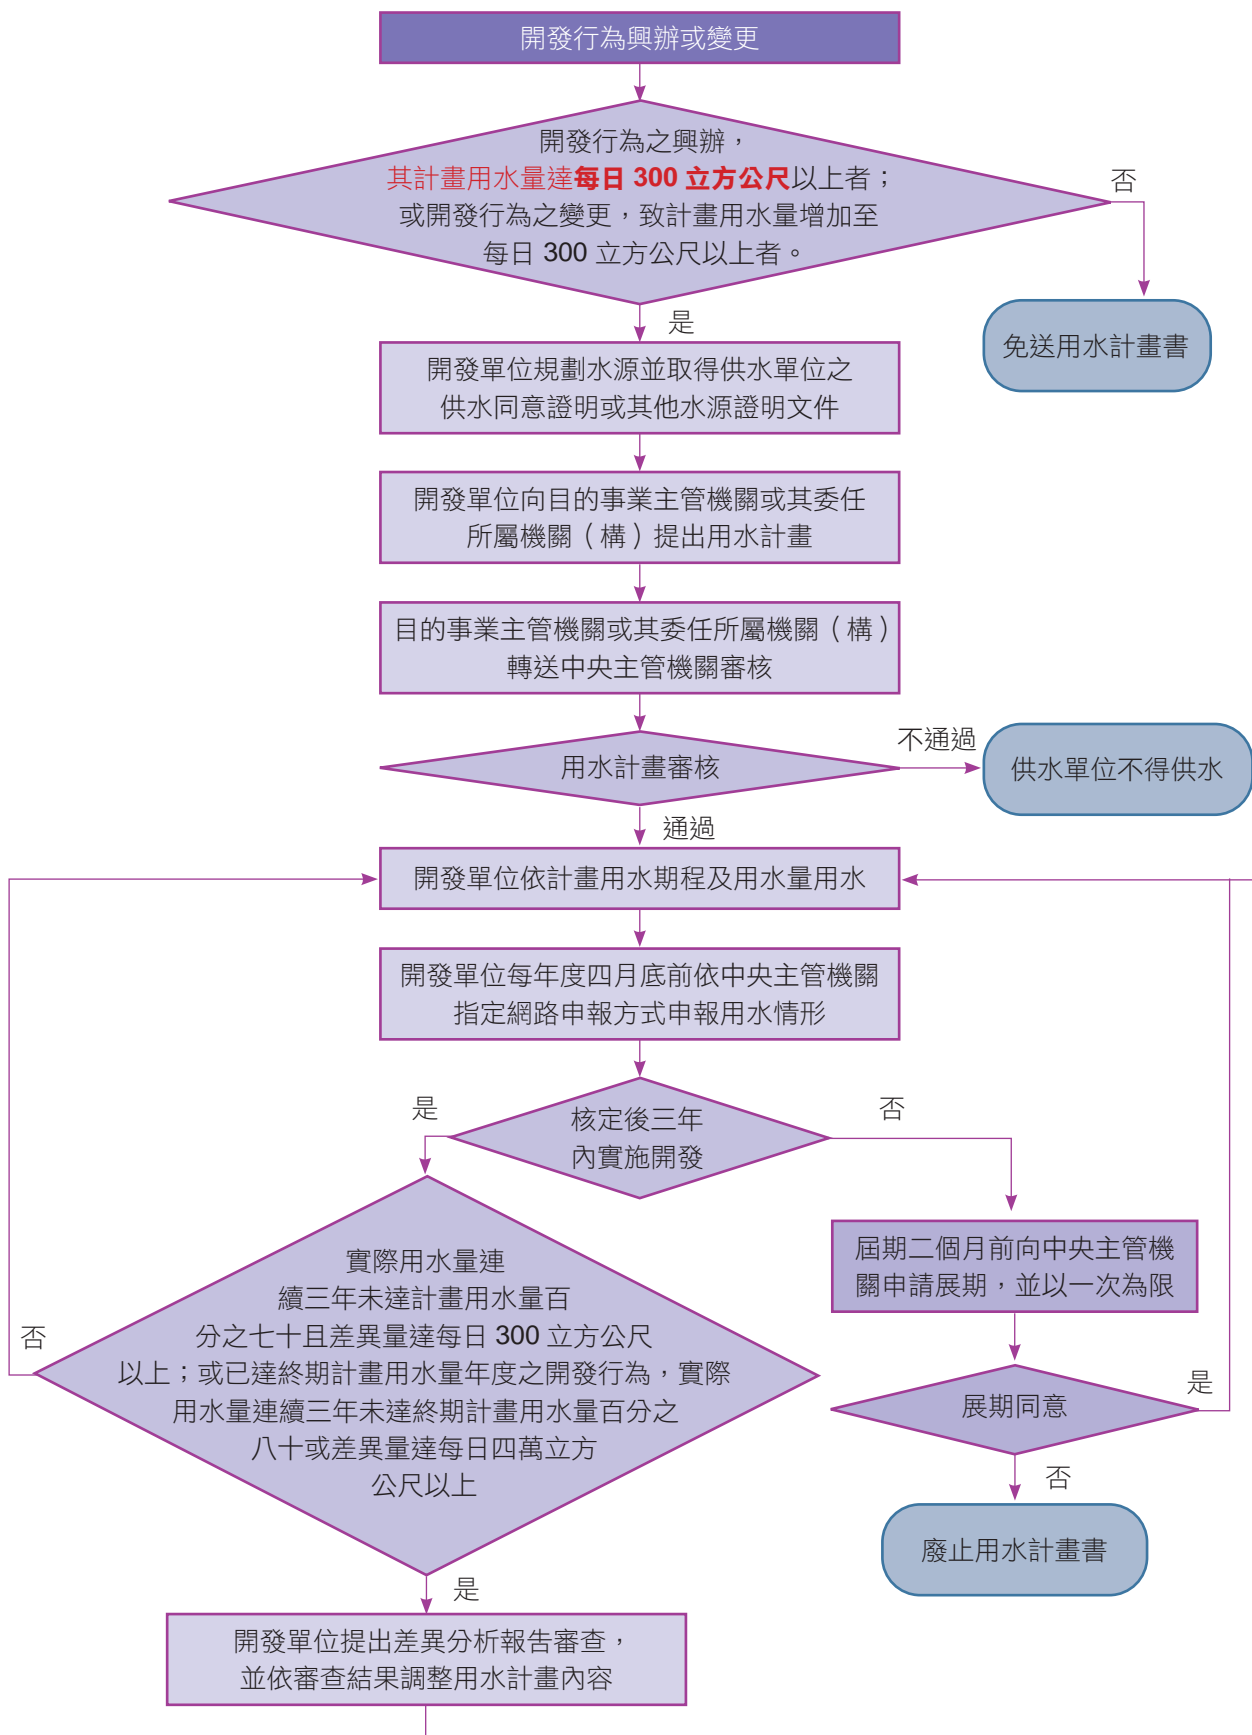 開發行為興辦或變更
開發行為之興辦，
其計畫用水量達每日 300 立方公尺以上者；
或開發行為之變更，致計畫用水量增加至
每日 300 立方公尺以上者。
否
免送用水計畫書
是
開發單位規劃水源並取得供水單位之
供水同意證明或其他水源證明文件
開發單位向目的事業主管機關或其委任
所屬機關（構）提出用水計畫
目的事業主管機關或其委任所屬機關（構）
轉送中央主管機關審核
用水計畫審核
不通過
供水單位不得供水
通過
開發單位依計畫用水期程及用水量用水
開發單位每年度四月底前依中央主管機關
指定網路申報方式申報用水情形
核定後三年
內實施開發
是
否
實際用水量連
續三年未達計畫用水量百
分之七十且差異量達每日 300 立方公尺
以上；或已達終期計畫用水量年度之開發行為，實際
用水量連續三年未達終期計畫用水量百分之
八十或差異量達每日四萬立方
公尺以上
否
屆期二個月前向中央主管機
關申請展期，並以一次為限
展期同意
是
否
廢止用水計畫書
是
開發單位提出差異分析報告審查，
並依審查結果調整用水計畫內容